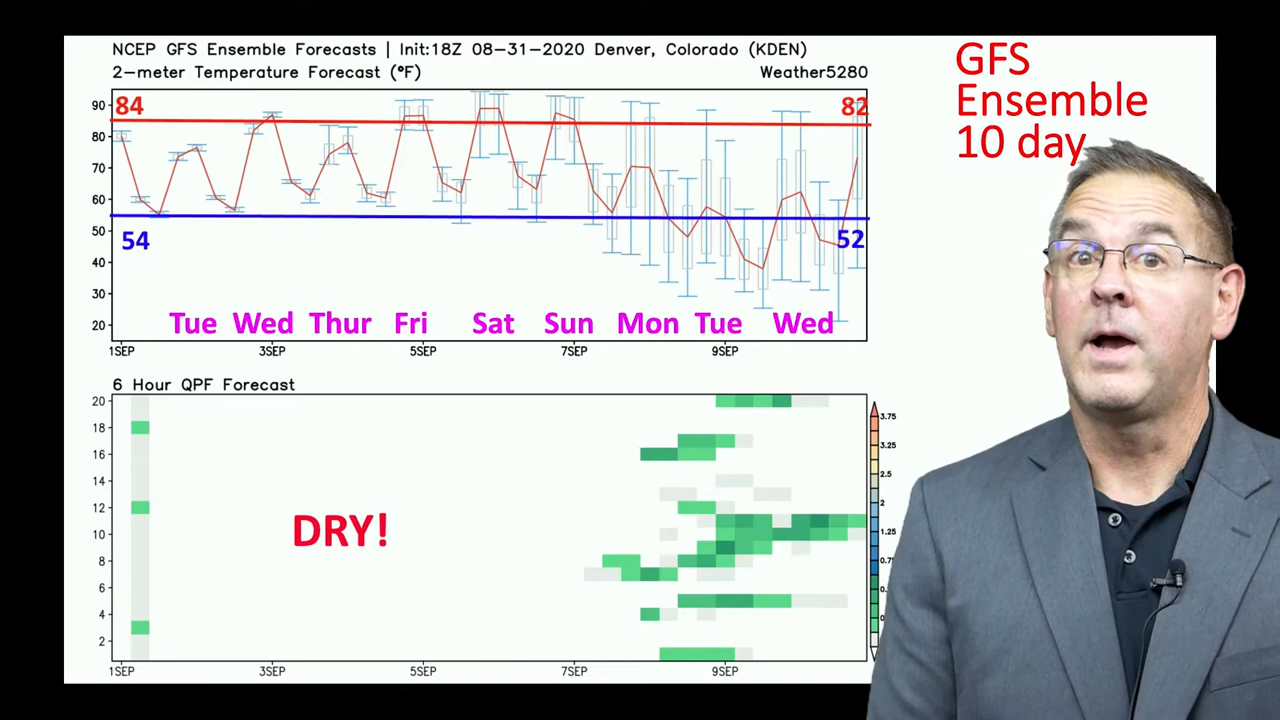 NCEP GFS Ensemble Forecasts | Init:18Z 08-31-2020 Denver, Colorado (KDEN)
2-meter Temperature Forecast (°F)
Weather5280
GFS
Ensemble
10 day
90
80
70
60
50
40
30
20
84
82
54
52
Tue Wed Thur Fri Sat Sun Mon Tue Wed
1SEP 3SEP 5SEP 7SEP 9SEP
6 Hour QPF Forecast
20
18
16
14
12
10
8
6
4
2
DRY!
3.75
3.25
2.5
2
1.25
1SEP 3SEP 5SEP 7SEP 9SEP